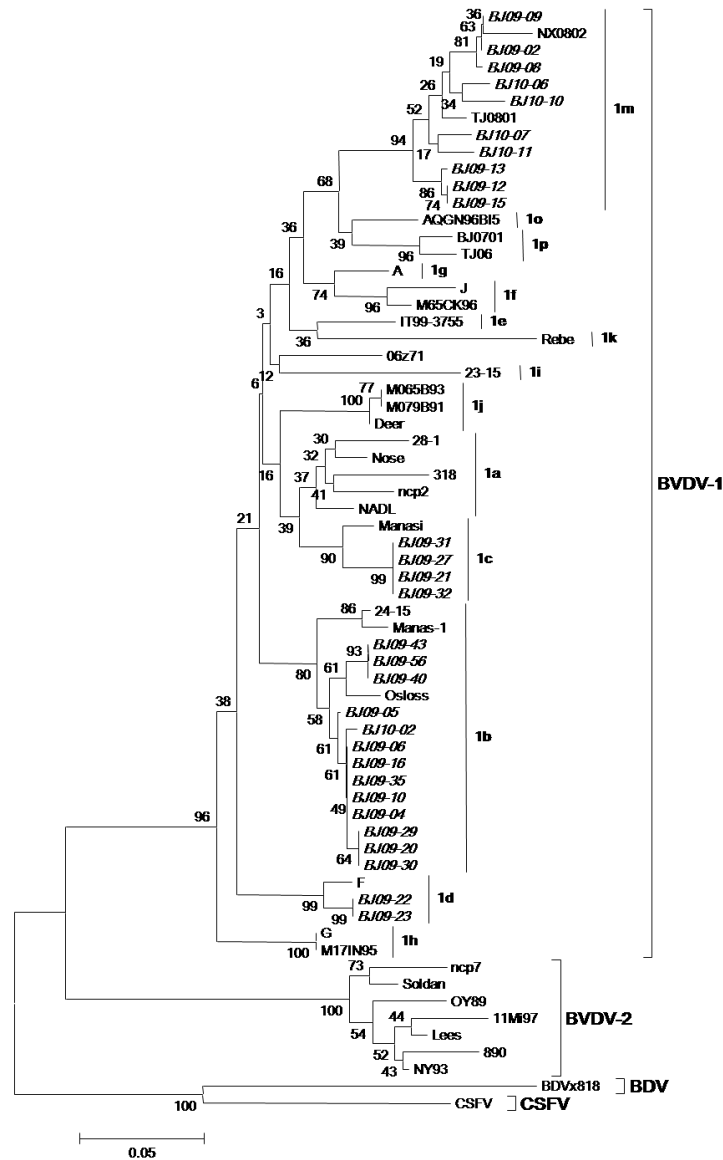 36 BJ09-09
63 NX0802
81 BJ09-02
BJ09-08
19 BJ10-06
26 34 BJ10-10
52 TJ0801
1m
94 BJ10-07
17 BJ10-11
BJ09-13
86 BJ09-12
74 BJ09-15
68
AQGN96BI5 1o
36 39 BJ0701
96 TJ06 1p
A 1g
16 74 J
96 M65CK96 1f
3 IT99-3755 1e
36 Rebe 1k
06z71
12 23-15 1i
6 77 M065B93
100 M079B91 1j
Deer
30 28-1
32 Nose
16 37 318 1a
41 ncp2
BVDV-1
NADL
39 Manasi
21 90 BJ09-31
BJ09-27 1c
99 BJ09-21
BJ09-32
86 24-15
Manas-1
BJ09-43
93 BJ09-56
80 61 BJ09-40
Osloss
38 58 BJ09-05
BJ10-02 1b
61 BJ09-06
61 BJ09-16
BJ09-35
BJ09-10
49 BJ09-04
BJ09-29
96 BJ09-20
64 BJ09-30
F
99 BJ09-22 1d
99 BJ09-23
G
100 M17IN95 1h
73 ncp7
Soldan
100 OY89
44 11Mi97 BVDV-2
54 Lees
52 890
43 NY93
BDVx818 BDV
100 CSFV CSFV
0.05